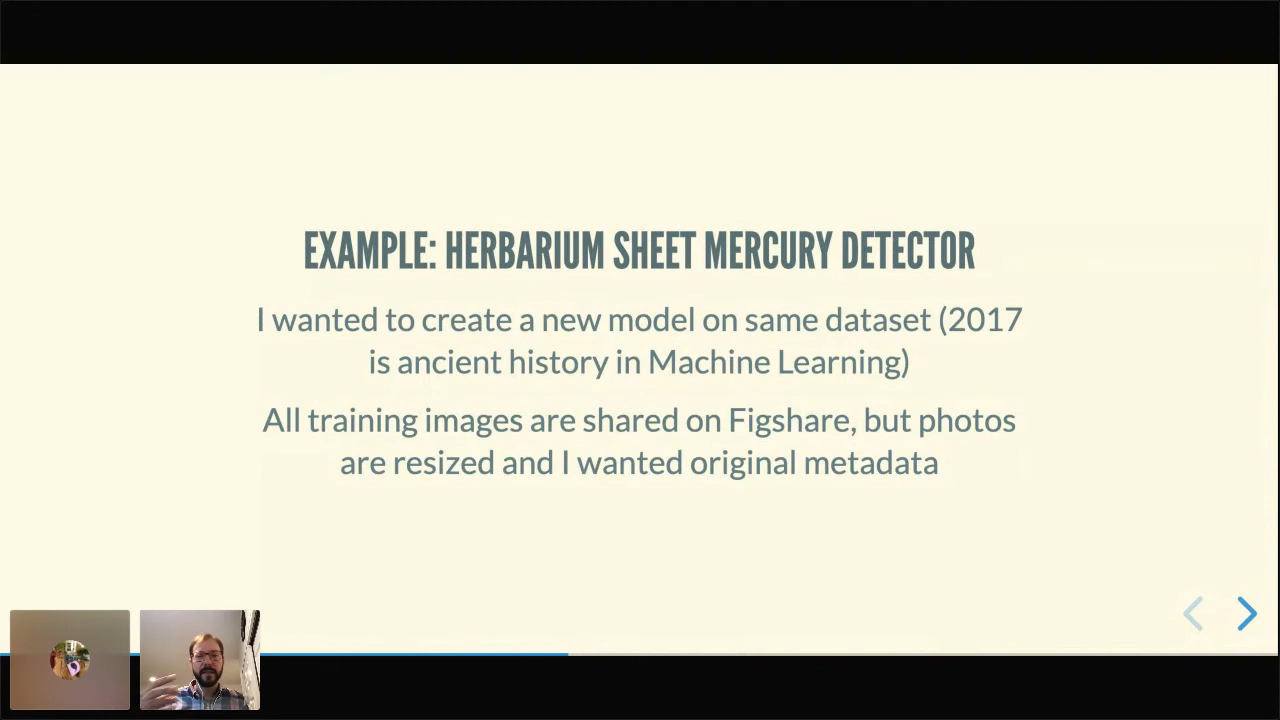 EXAMPLE: HERBARIUM SHEET MERCURY DETECTOR
I wanted to create a new model on same dataset (2017
is ancient history in Machine Learning)
All training images are shared on Figshare, but photos
are resized and I wanted original metadata